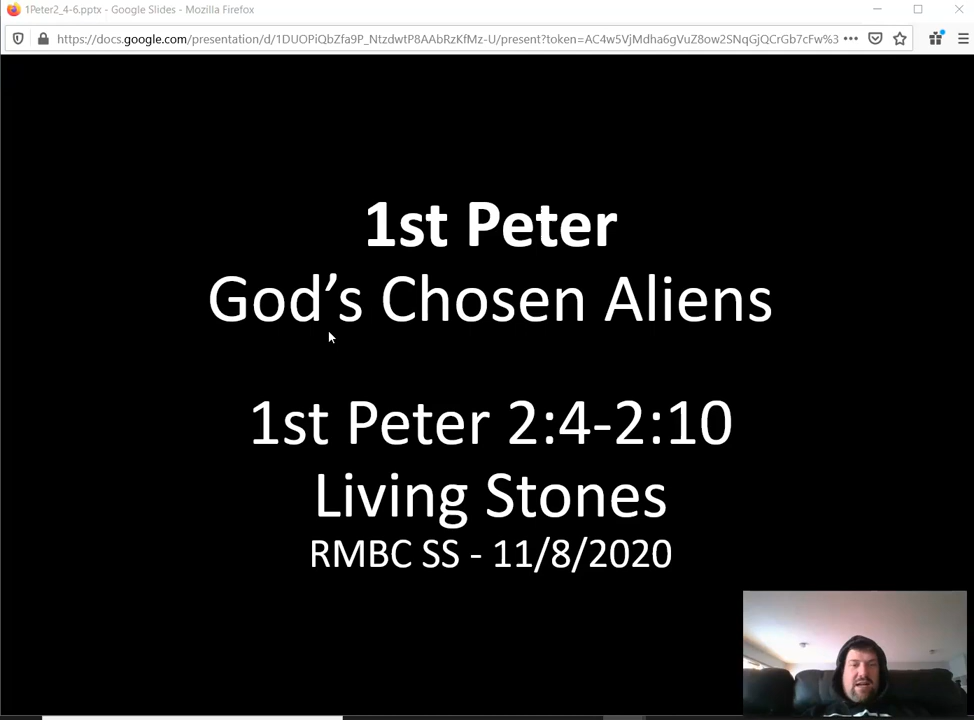 1Peter2_4-6.pptx - Google Slides - Mozilla Firefox
https://docs.google.com/presentation/d/1DUOPiQbZfa9P_NtzdwtP8AAbRzKfMz-U/present?token=AC4w5VjMdha6gVuZ8ow2SNqGjQCrGb7cFw%3
1st Peter
God’s Chosen Aliens
1st Peter 2:4-2:10
Living Stones
RMBC SS - 11/8/2020